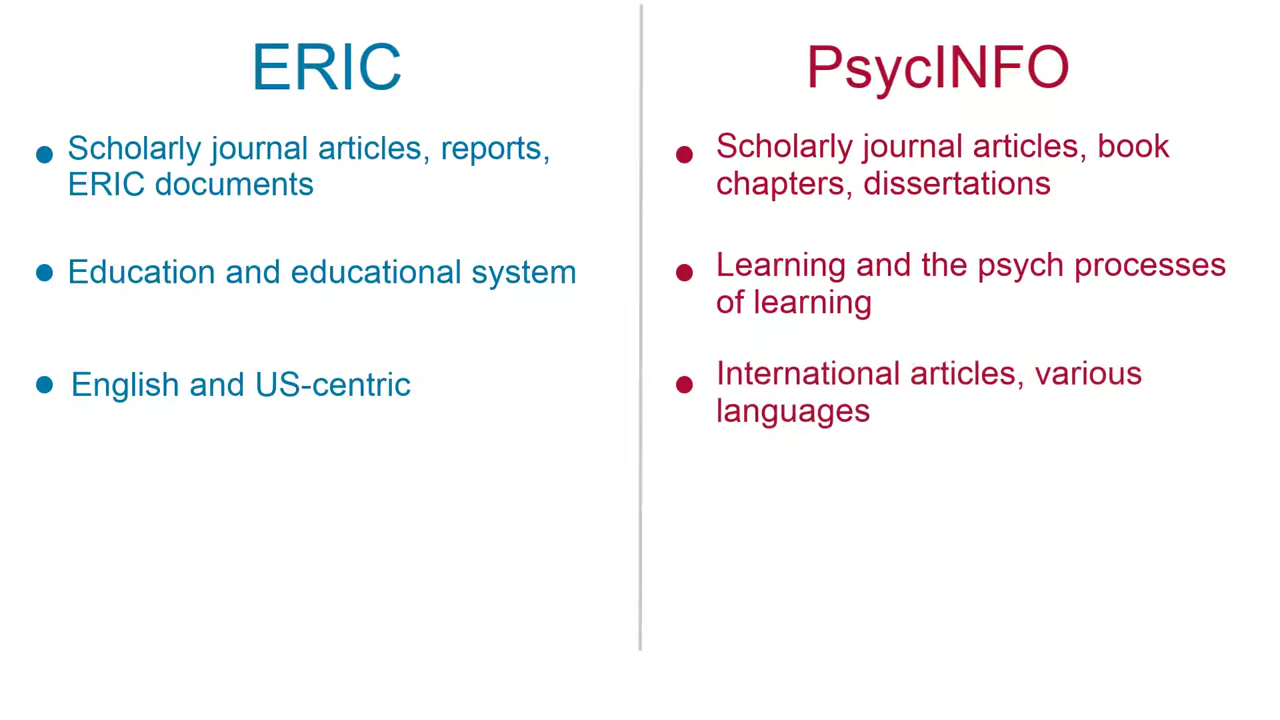 ERIC
Scholarly journal articles, reports,
ERIC documents
Education and educational system
English and US-centric
PsycINFO
Scholarly journal articles, book
chapters, dissertations
Learning and the psych processes
of learning
International articles, various
languages